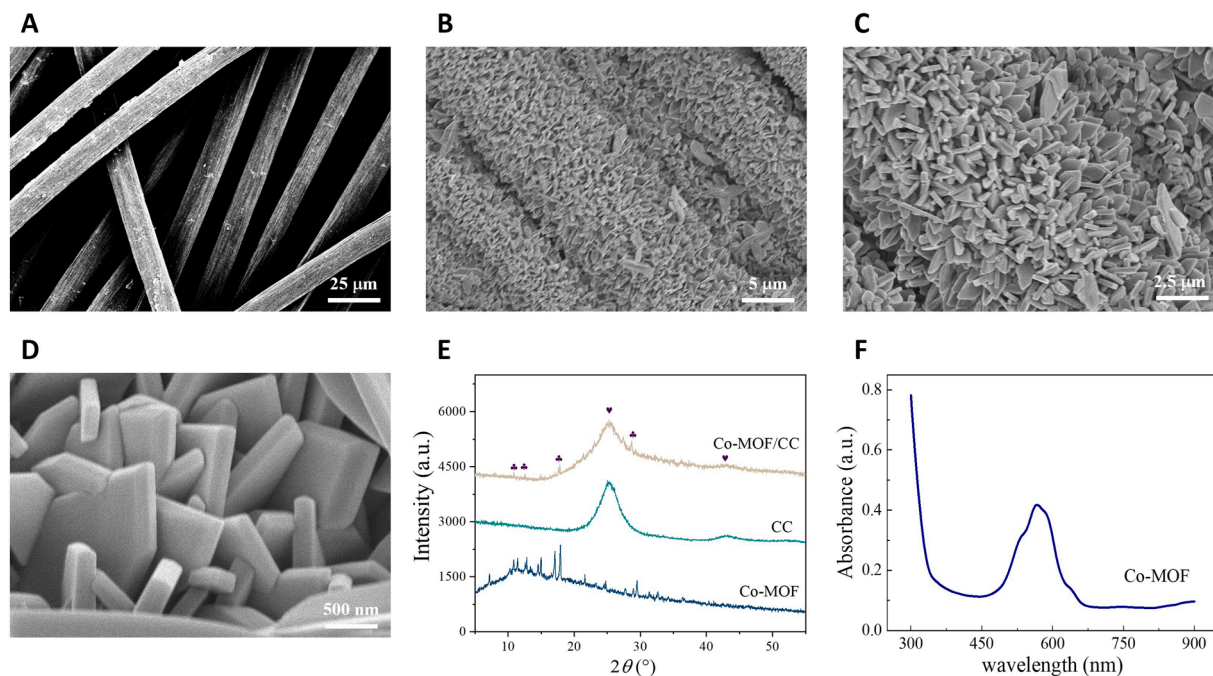 A
B
C
25 μm
5 μm
2.5 μm
D
E
F
500 nm
Intensity (a.u.)
6000
4500
3000
1500
0
♥
♣
♣
♣
♣
♥
Co-MOF/CC
CC
Co-MOF
10
20
30
40
50
2θ (°)
Absorbance (a.u.)
0.8
0.6
0.4
0.2
0.0
Co-MOF
300
450
600
750
900
wavelength (nm)